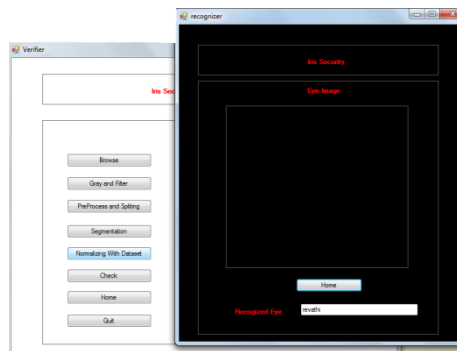 Verifier
Iris Sec
Browse
Gray and Filter
PreProcess and Spliting
Segmentation
Normalizing With Dataset
Check
Home
Quit
recognizer
Iris Security
Eye Image
Home
Recognized Eye
revathi